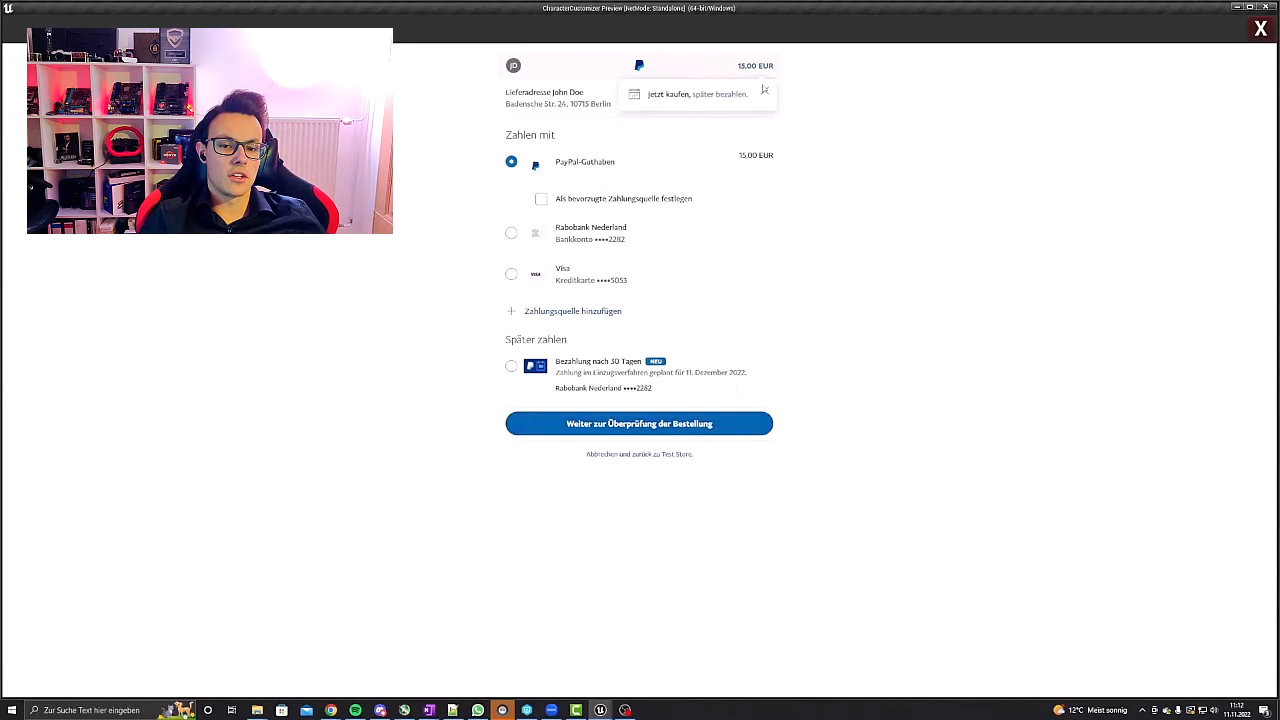 CharacterCustomizer Preview [NetMode: Standalone] (64-bit/Windows)
X
JD
15,00 EUR
Lieferadresse John Doe
Badensche Str. 24, 10715 Berlin
Jetzt kaufen, später bezahlen.
Zahlen mit
PayPal-Guthaben
15,00 EUR
Als bevorzugte Zahlungsquelle festlegen
Rabobank Nederland
Bankkonto ••••2282
VISA
Visa
Kreditkarte ••••5053
Zahlungsquelle hinzufügen
Später zahlen
Bezahlung nach 30 Tagen NEU
Zahlung im Einzugsverfahren geplant für 11. Dezember 2022.
Rabobank Nederland ••••2282
Weiter zur Überprüfung der Bestellung
Abbrechen und zurück zu Test Store.
Zur Suche Text hier eingeben
12°C Meist sonnig
11:12
11.11.2022